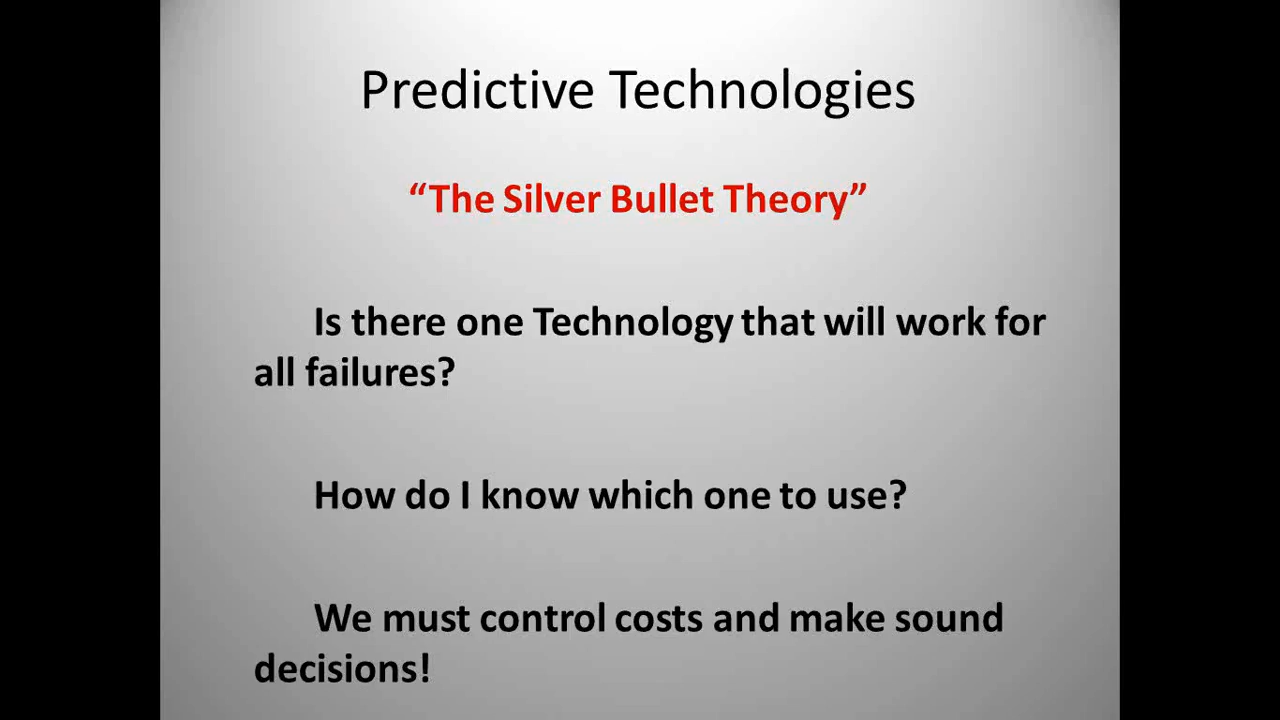 Predictive Technologies
“The Silver Bullet Theory”
Is there one Technology that will work for
all failures?
How do I know which one to use?
We must control costs and make sound
decisions!